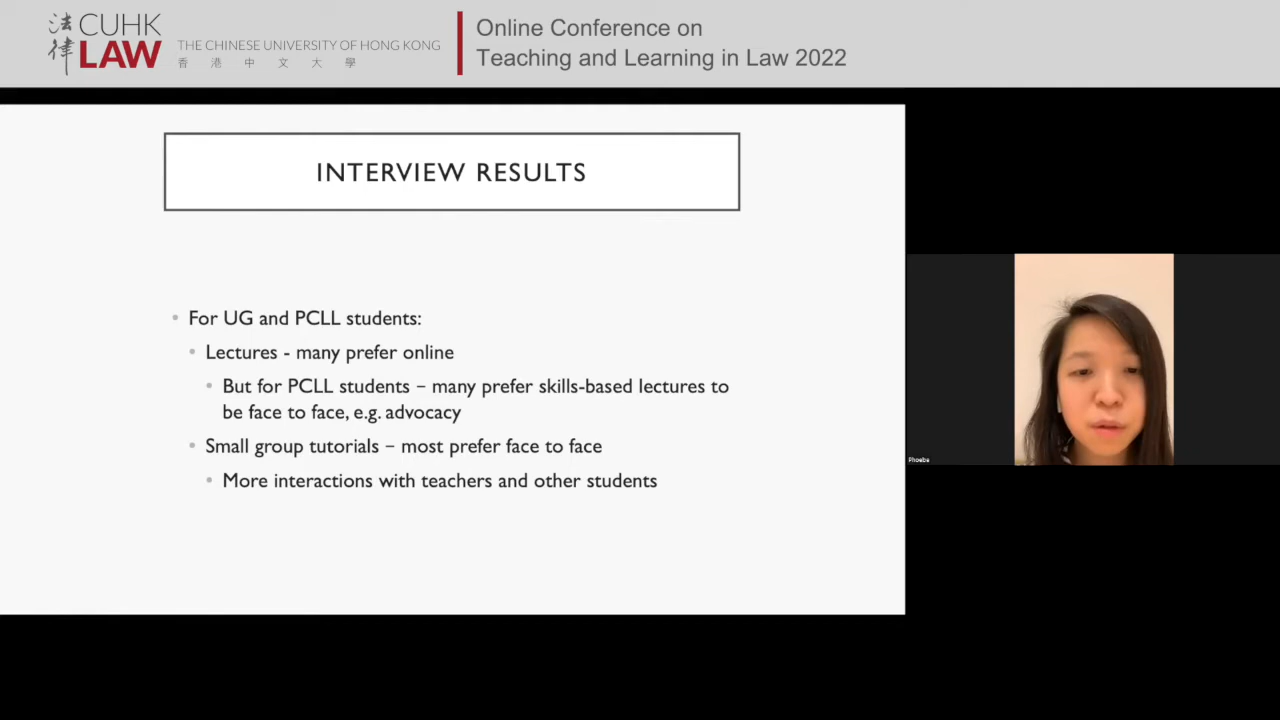 法律
CUHK
LAW
THE CHINESE UNIVERSITY OF HONG KONG
香港中文大學
Online Conference on
Teaching and Learning in Law 2022
INTERVIEW RESULTS
• For UG and PCLL students:
• Lectures - many prefer online
• But for PCLL students – many prefer skills-based lectures to
be face to face, e.g. advocacy
• Small group tutorials – most prefer face to face
• More interactions with teachers and other students
Phoebe